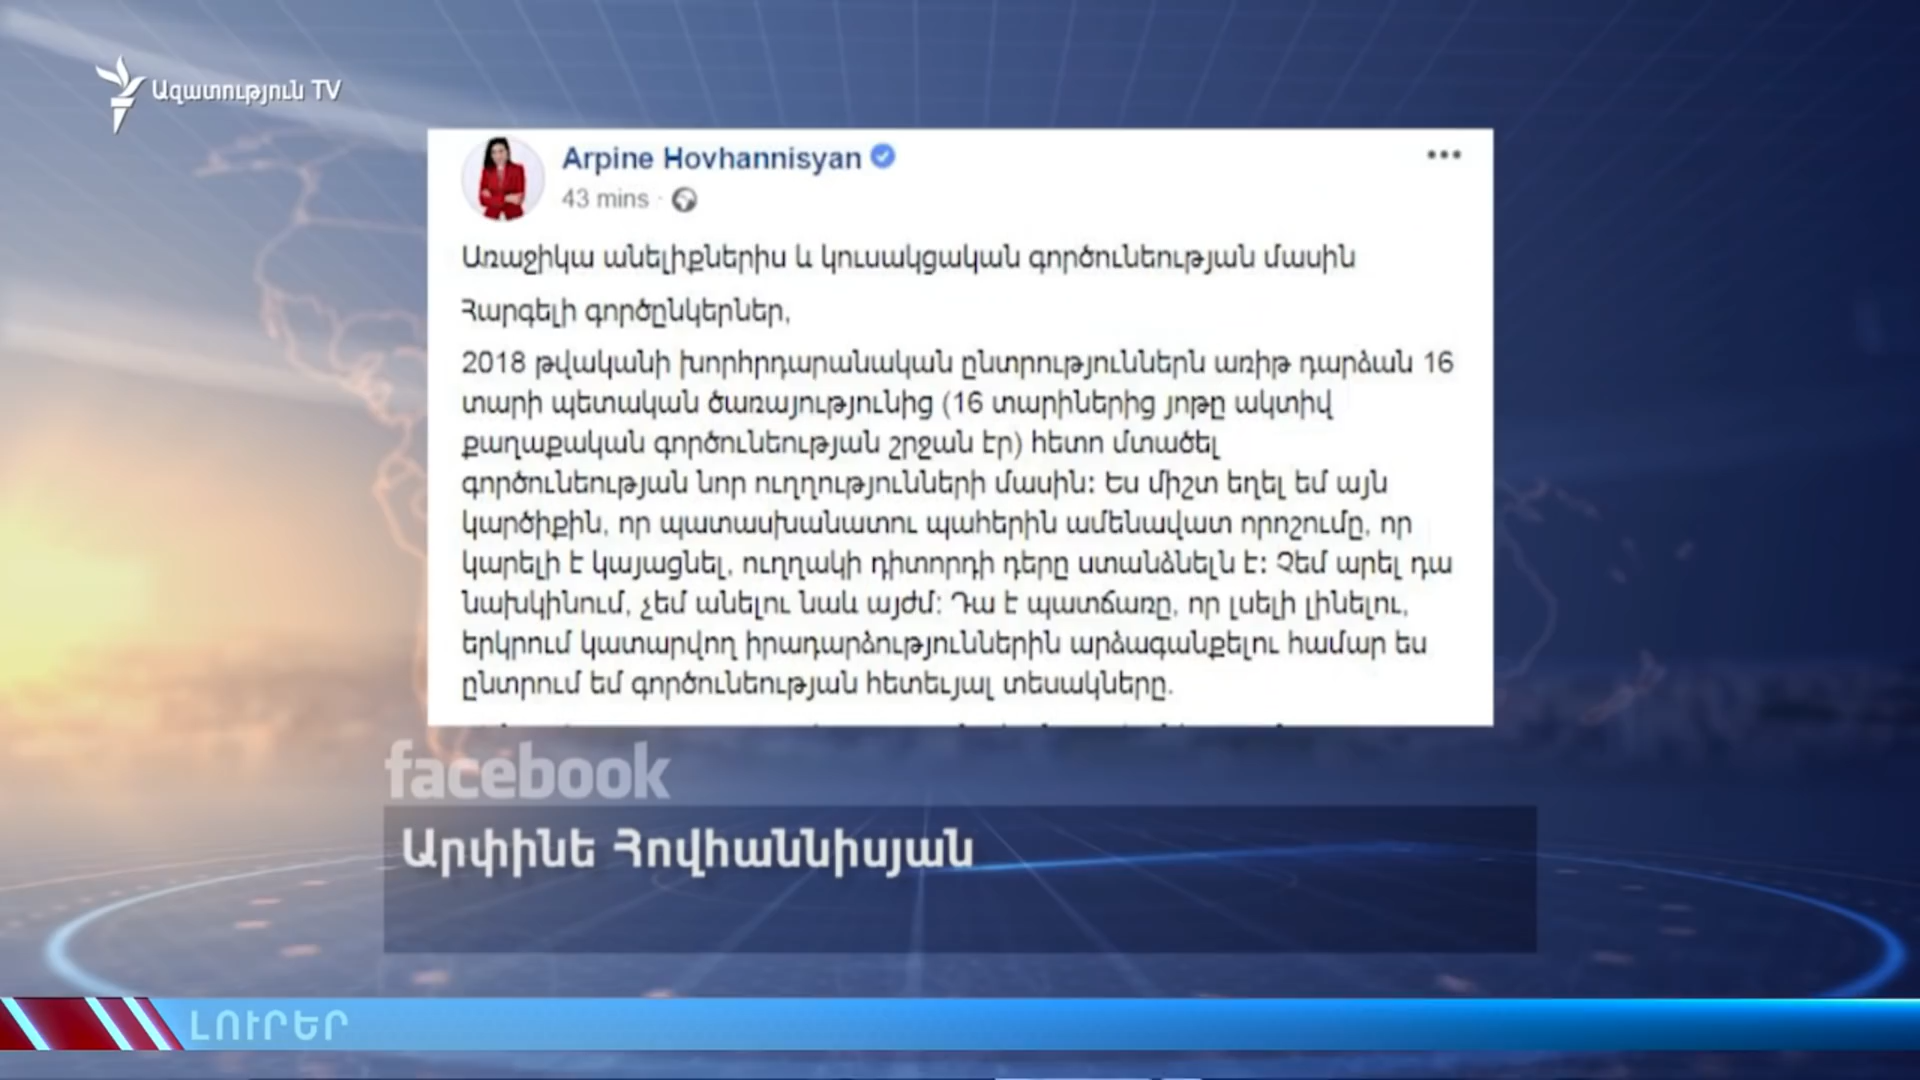 Ազատություն TV
Arpine Hovhannisyan
43 mins ·
Առաջիկա անելիքներիս և կուսակցական գործունեության մասին
Հարգելի գործընկերներ,
2018 թվականի խորհրդարանական ընտրություններն առիթ դարձան 16
տարի պետական ծառայությունից (16 տարիներից յոթը ակտիվ
քաղաքական գործունեության շրջան էր) հետո մտածել
գործունեության նոր ուղղությունների մասին: Ես միշտ եղել եմ այն
կարծիքին, որ պատասխանատու պահերին ամենավատ որոշումը, որ
կարելի է կայացնել, ուղղակի դիտորդի դերը ստանձնելն է: Չեմ արել դա
նախկինում, չեմ անելու նաև այժմ: Դա է պատճառը, որ լսելի լինելու,
երկրում կատարվող իրադարձություններին արձագանքելու համար ես
ընտրում եմ գործունեության հետեւյալ տեսակները.
facebook
Արփինե Հովհաննիսյան
ԼՈՒՐԵՐ